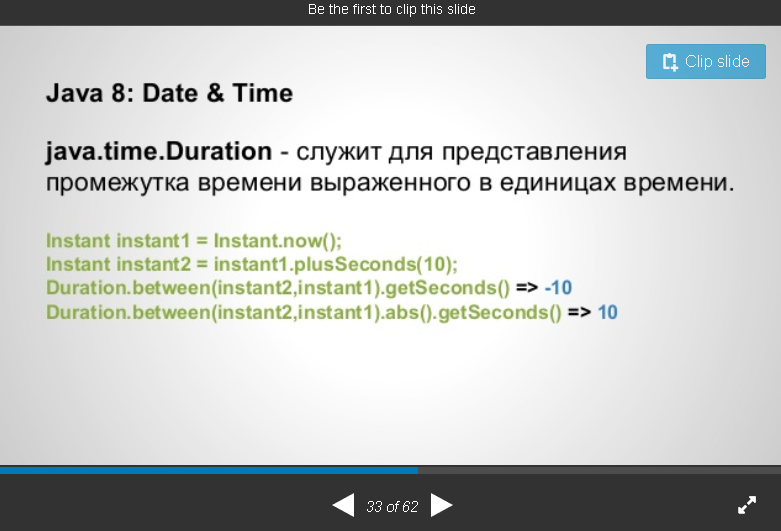 Be the first to clip this slide
Clip slide
Java 8: Date & Time
java.time.Duration - служит для представления
промежутка времени выраженного в единицах времени.
Instant instant1 = Instant.now();
Instant instant2 = instant1.plusSeconds(10);
Duration.between(instant2,instant1).getSeconds() => -10
Duration.between(instant2,instant1).abs().getSeconds() => 10
33 of 62